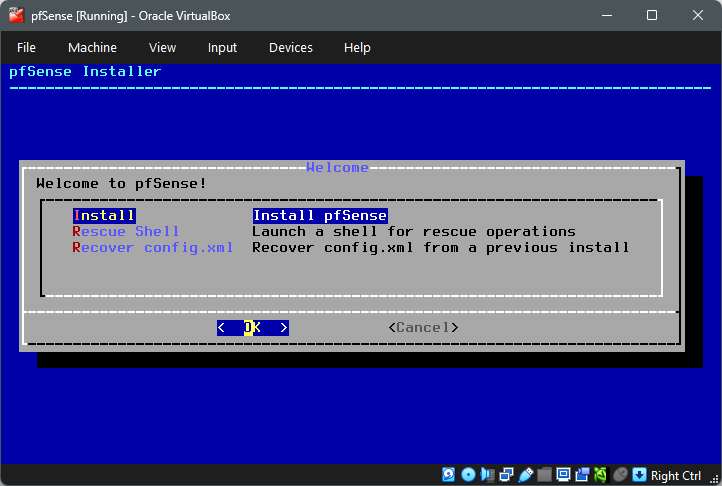 pfSense [Running] - Oracle VirtualBox
File Machine View Input Devices Help
pfSense Installer
Welcome
Welcome to pfSense!
Install Install pfSense
Rescue Shell Launch a shell for rescue operations
Recover config.xml Recover config.xml from a previous install
< OK > <Cancel>
Right Ctrl